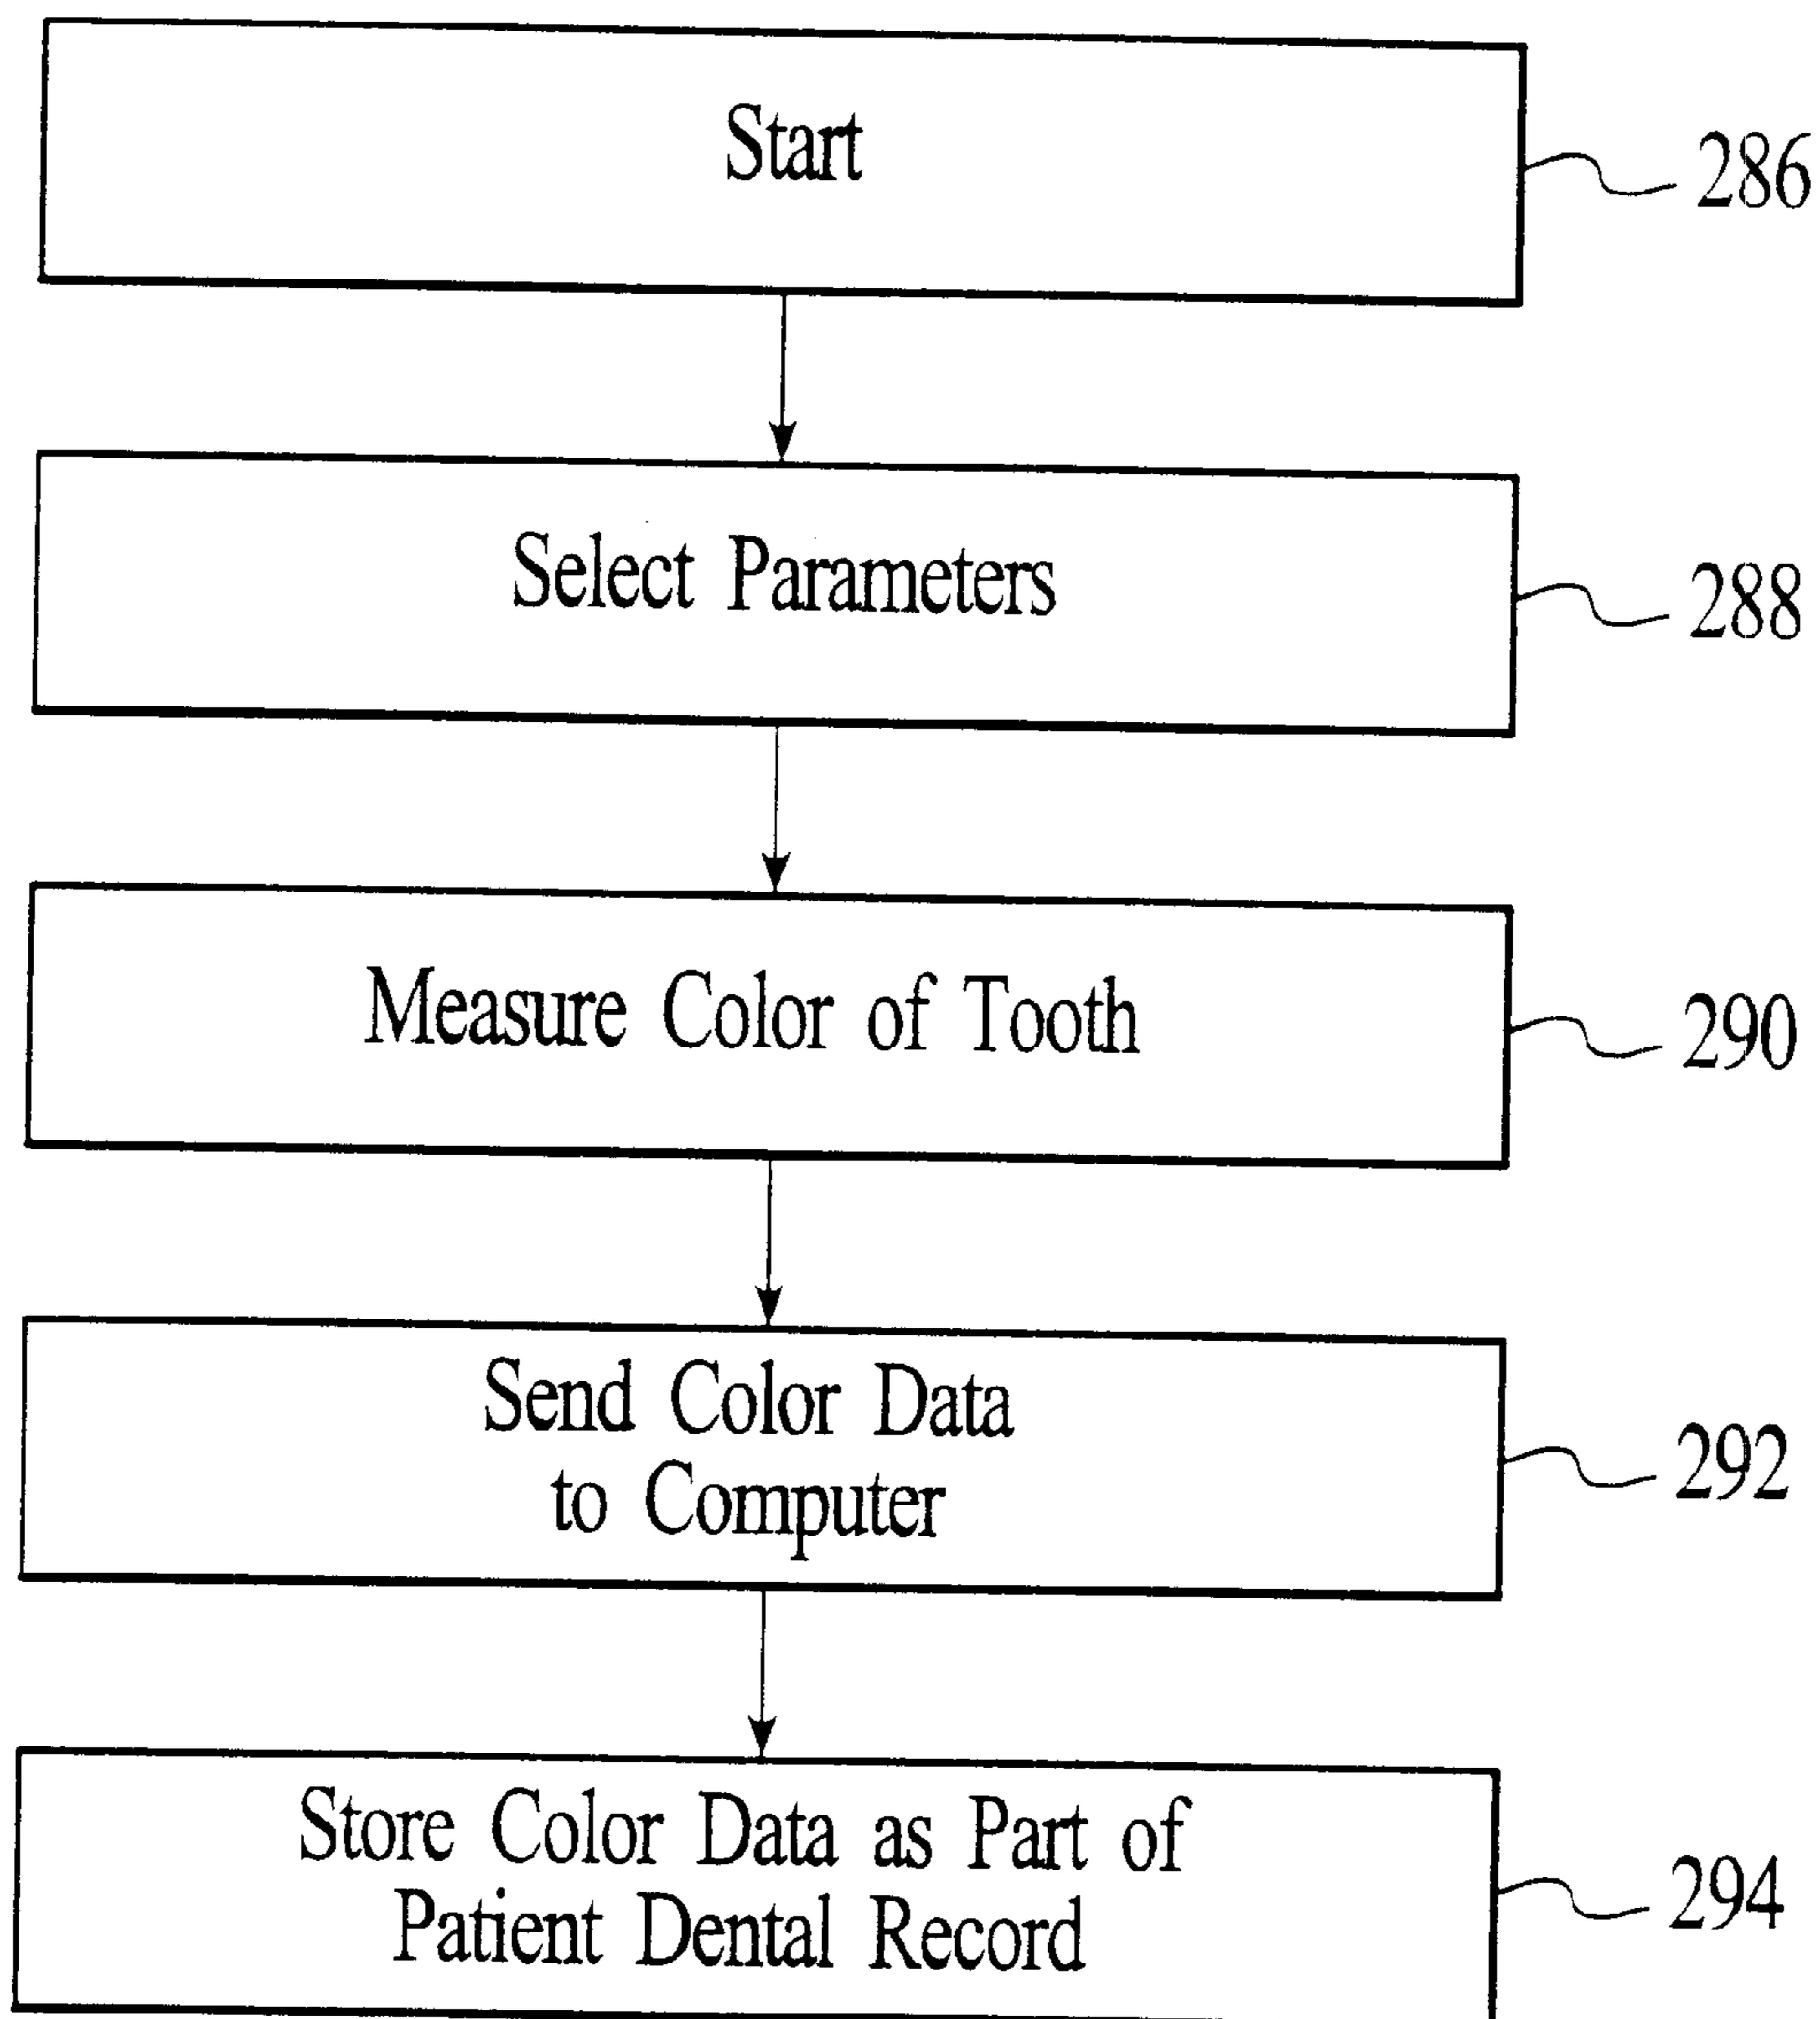 Start
286
Select Parameters
288
Measure Color of Tooth
290
Send Color Data
to Computer
292
Store Color Data as Part of
Patient Dental Record
294